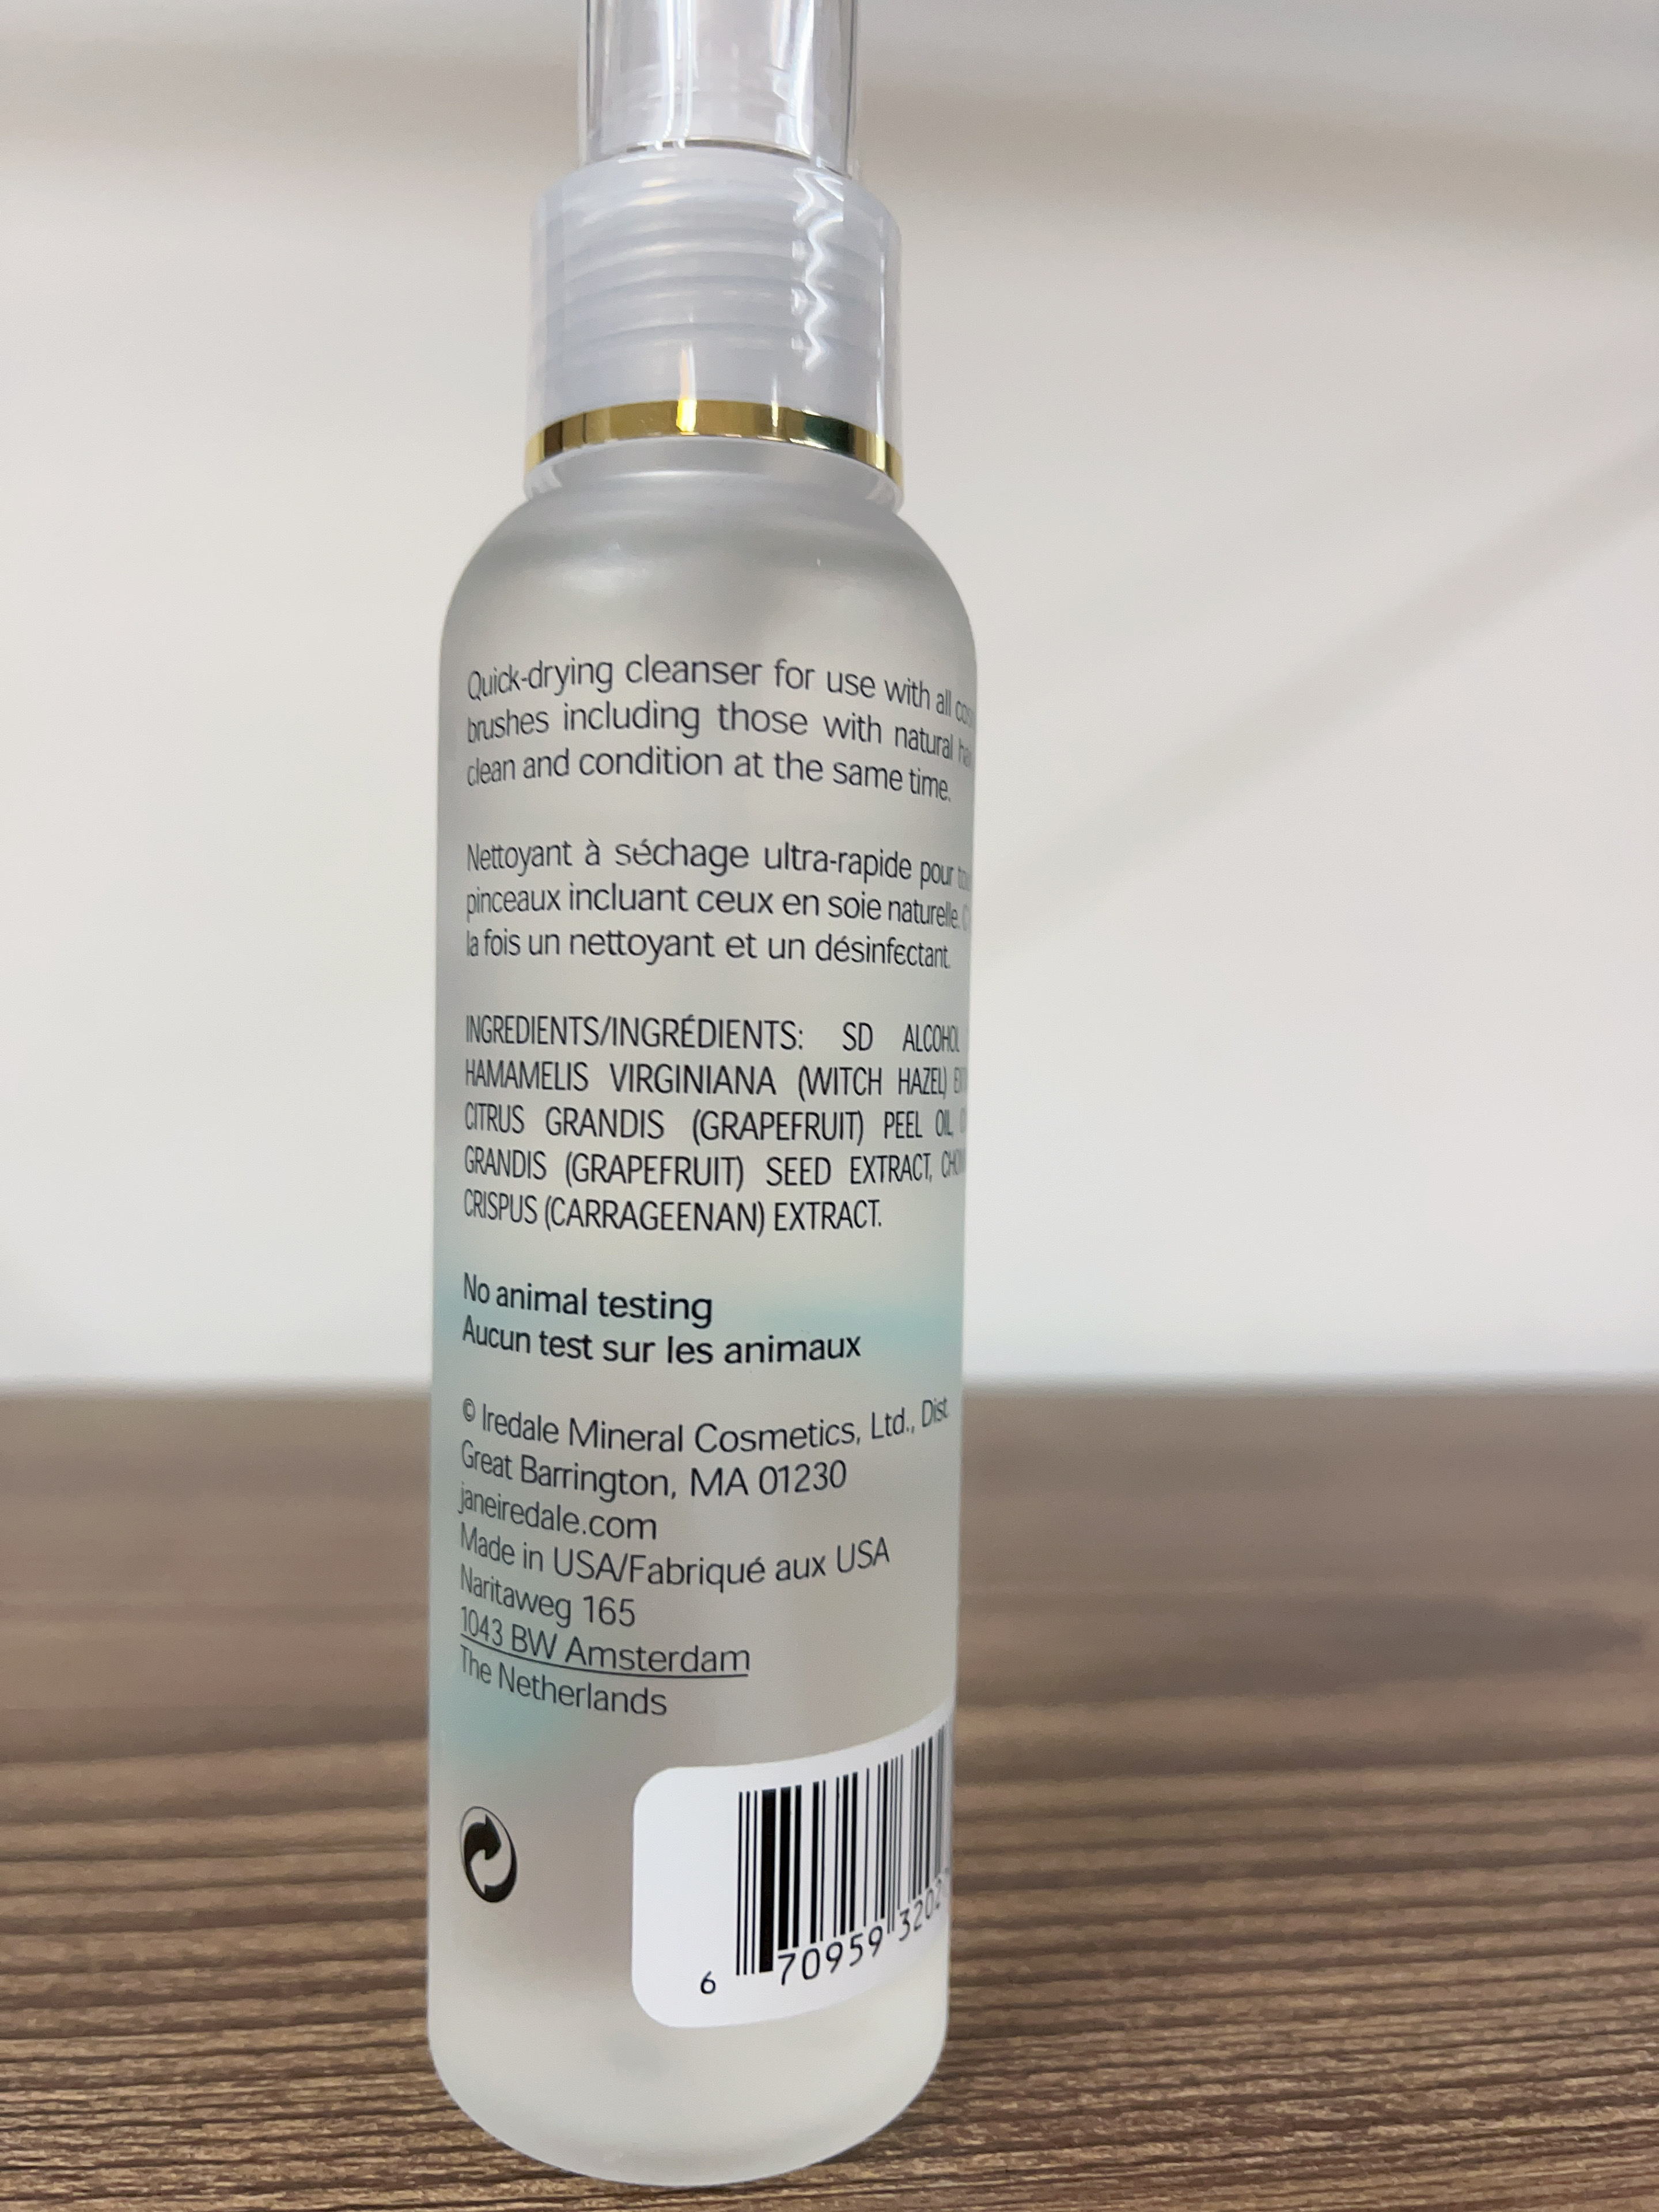 Quick-drying cleanser for use with all
brushes including those with natural
clean and condition at the same time.
Nettoyant à séchage ultra-rapide pour
pinceaux incluant ceux en soie naturelle.
la fois un nettoyant et un désinfectant.
INGREDIENTS/INGRÉDIENTS: SD ALCOHOL
HAMAMELIS VIRGINIANA (WITCH HAZEL)
CITRUS GRANDIS (GRAPEFRUIT) PEEL OIL,
GRANDIS (GRAPEFRUIT) SEED EXTRACT,
CRISPUS (CARRAGEENAN) EXTRACT.
No animal testing
Aucun test sur les animaux
© Iredale Mineral Cosmetics, Ltd., Dist.
Great Barrington, MA 01230
janeiredale.com
Made in USA/Fabriqué aux USA
Naritaweg 165
1043 BW Amsterdam
The Netherlands
6 70959